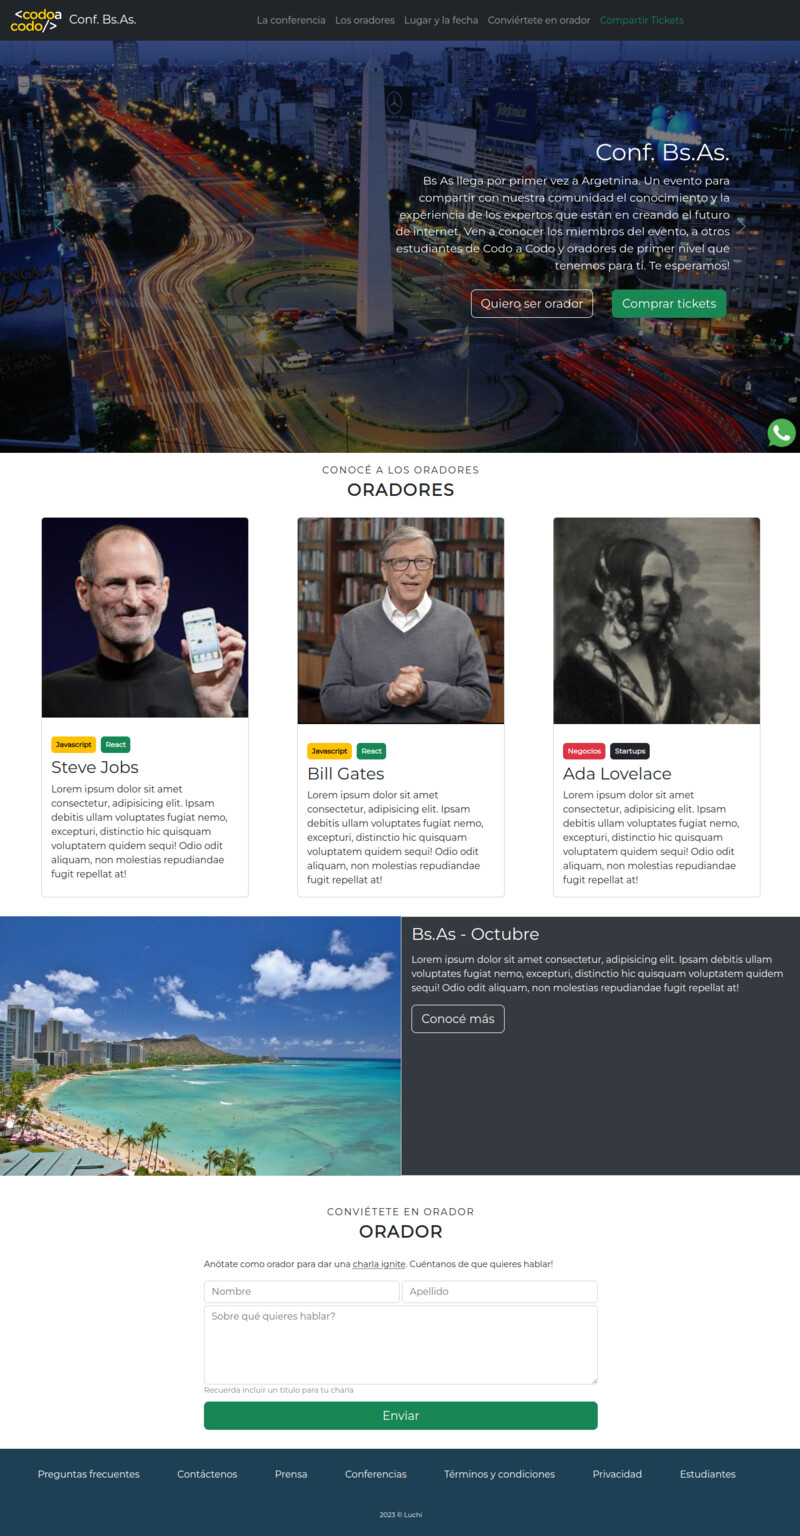 <codoa
codo/>
Conf. Bs.As.
La conferencia Los oradores Lugar y la fecha Conviértete en orador Compartir Tickets
Telefónica
Conf. Bs.As.
Bs As llega por primer vez a Argetnina. Un evento para
compartir con nuestra comunidad el conocimiento y la
experiencia de los expertos que están en creando el futuro
de internet. Ven a conocer los miembros del evento, a otros
estudiantes de Codo a Codo y oradores de primer nivel que
tenemos para ti. Te esperamos!
Quiero ser orador Comprar tickets
CONOCÉ A LOS ORADORES
ORADORES
Javascript React
Steve Jobs
Lorem ipsum dolor sit amet
consectetur, adipisicing elit. Ipsam
debitis ullam voluptates fugiat nemo,
excepturi, distinctio hic quisquam
voluptatem quidem sequi! Odio odit
aliquam, non molestias repudiandae
fugit repellat at!
Javascript React
Bill Gates
Lorem ipsum dolor sit amet
consectetur, adipisicing elit. Ipsam
debitis ullam voluptates fugiat nemo,
excepturi, distinctio hic quisquam
voluptatem quidem sequi! Odio odit
aliquam, non molestias repudiandae
fugit repellat at!
Negocios Startups
Ada Lovelace
Lorem ipsum dolor sit amet
consectetur, adipisicing elit. Ipsam
debitis ullam voluptates fugiat nemo,
excepturi, distinctio hic quisquam
voluptatem quidem sequi! Odio odit
aliquam, non molestias repudiandae
fugit repellat at!
Bs.As - Octubre
Lorem ipsum dolor sit amet consectetur, adipisicing elit. Ipsam debitis ullam
voluptates fugiat nemo, excepturi, distinctio hic quisquam voluptatem quidem
sequi! Odio odit aliquam, non molestias repudiandae fugit repellat at!
Conocé más
CONVIÉTETE EN ORADOR
ORADOR
Anótate como orador para dar una charla ignite. Cuéntanos de que quieres hablar!
Nombre Apellido
Sobre qué quieres hablar?
Recuerda incluir un titulo para tu charla
Enviar
Preguntas frecuentes Contáctenos Prensa Conferencias Términos y condiciones Privacidad Estudiantes
2023 © Luchi